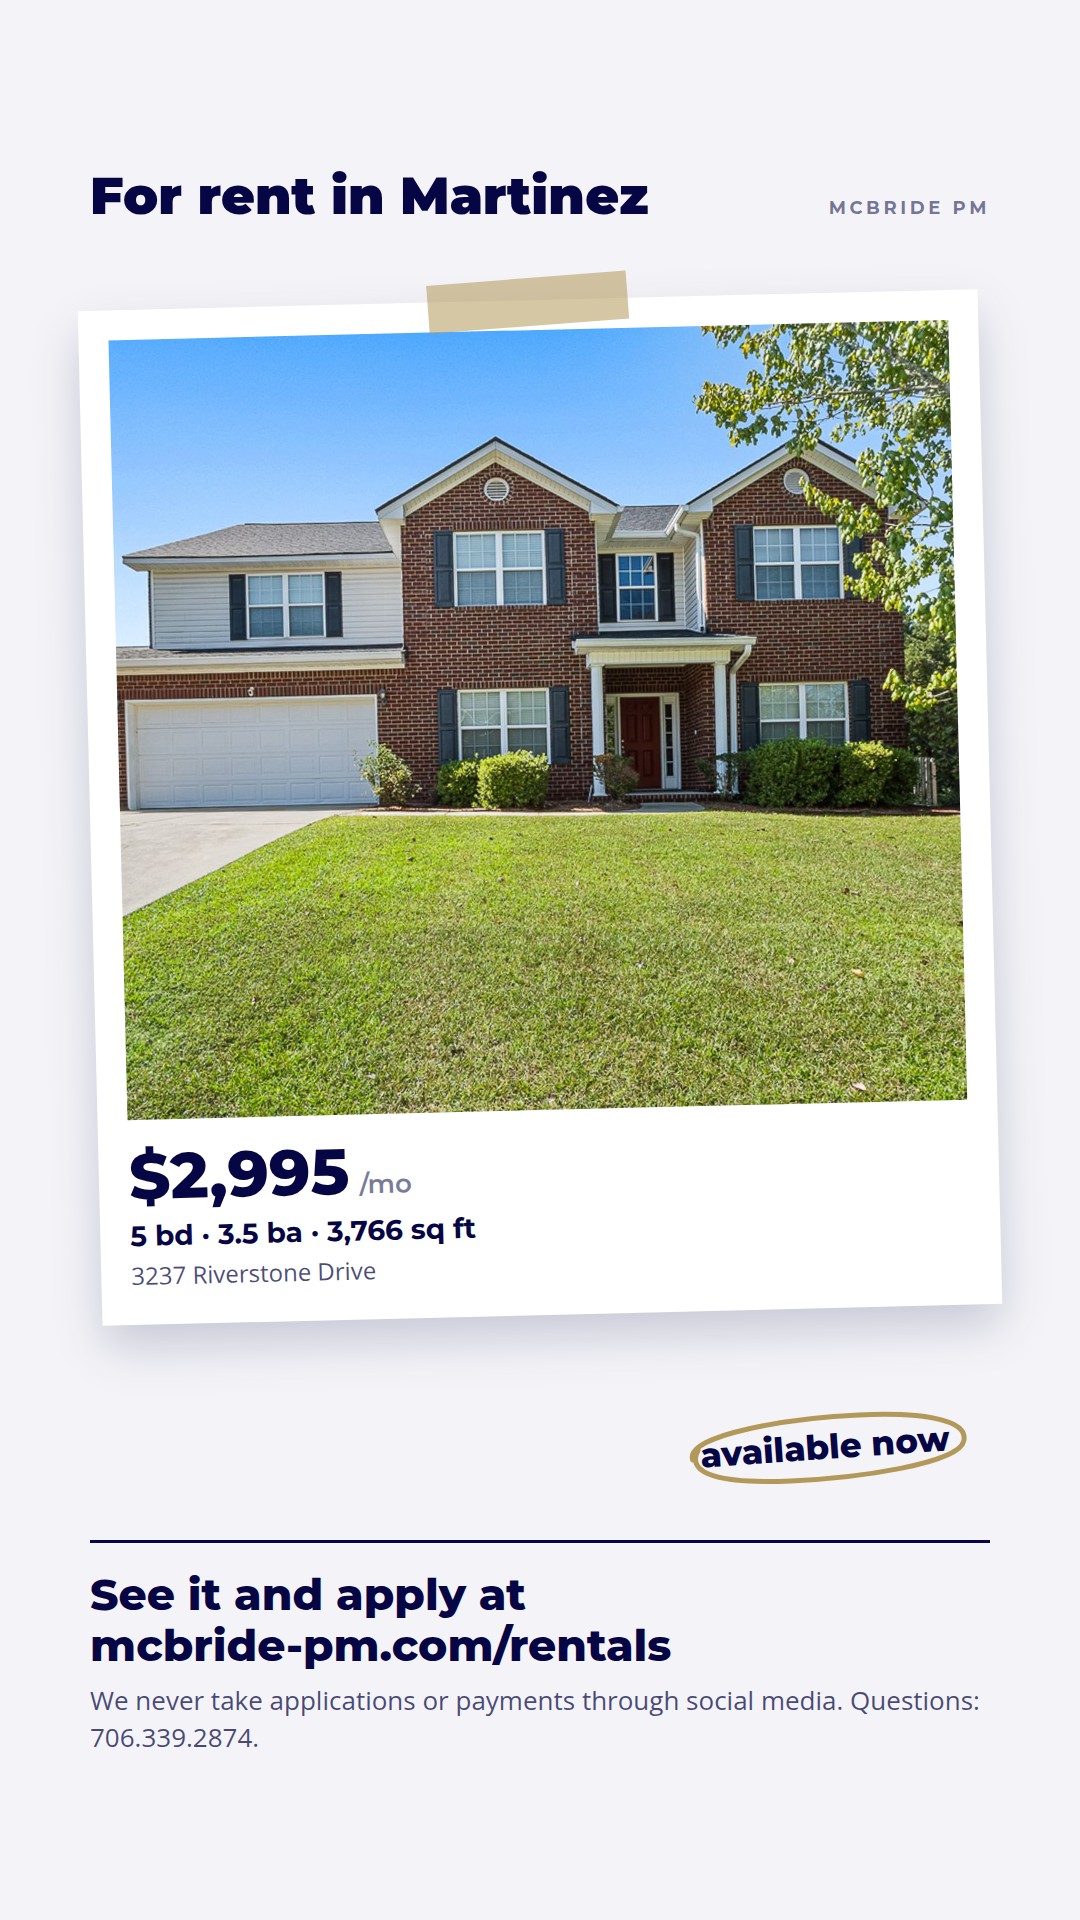 For rent in Martinez
MCBRIDE PM
$2,995 /mo
5 bd · 3.5 ba · 3,766 sq ft
3237 Riverstone Drive
available now
See it and apply at
mcbride-pm.com/rentals
We never take applications or payments through social media. Questions:
706.339.2874.